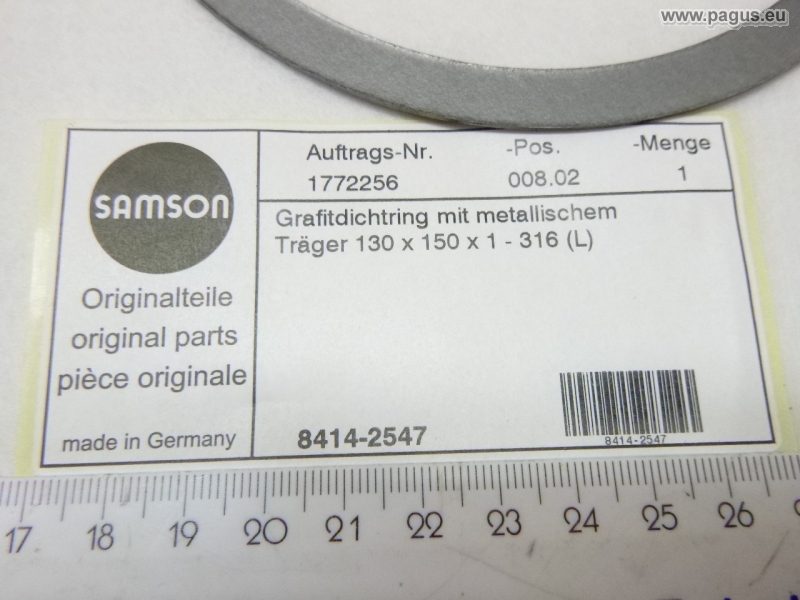 www.pagus.eu
SAMSON
Originalteile
original parts
pièce originale
made in Germany
Auftrags-Nr. -Pos. -Menge
1772256 008.02 1
Grafitdichtring mit metallischem
Träger 130 x 150 x 1 - 316 (L)
8414-2547
8414-2547
17 18 19 20 21 22 23 24 25 26